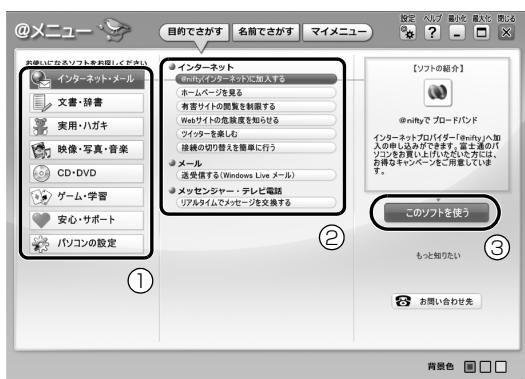 @メニュー
目的でさがす 名前でさがす マイメニュー
設定 ヘルプ 最小化 最大化 閉じる
お使いになるソフトをお探しください
インターネット・メール
文書・辞書
実用・ハガキ
映像・写真・音楽
CD・DVD
ゲーム・学習
安心・サポート
パソコンの設定
①
インターネット
@nifty(インターネット)に加入する
ホームページを見る
有害サイトの閲覧を制限する
Webサイトの危険度を知らせる
ツイッターを楽しむ
接続の切り替えを簡単に行う
メール
送受信する(Windows Live メール)
メッセンジャー・テレビ電話
リアルタイムでメッセージを交換する
②
【ソフトの紹介】
@niftyで ブロードバンド
インターネットプロバイダー「@nifty」へ加
入の申し込みができます。富士通のパ
ソコンをお買い上げいただいた方には、
お得なキャンペーンをご用意していま
す。
このソフトを使う
③
もっと知りたい
お問い合わせ先
背景色